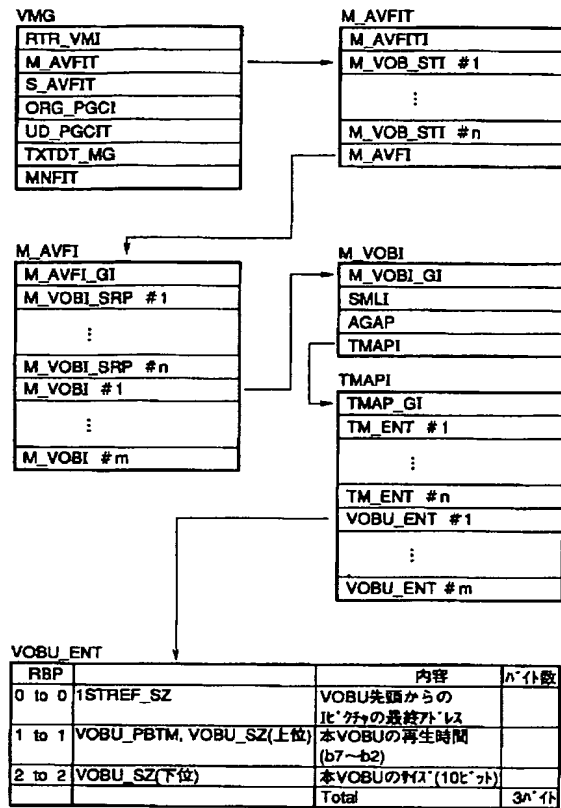 VMG
RTR_VMI
M_AVFIT
S_AVFIT
ORG_PGCI
UD_PGCIT
TXTDT_MG
MNFIT
M_AVFIT
M_AVFITI
M_VOB_STI #1
⋮
M_VOB_STI #n
M_AVFI
M_AVFI
M_AVFI_GI
M_VOBI_SRP #1
⋮
M_VOBI_SRP #n
M_VOBI #1
⋮
M_VOBI #m
M_VOBI
M_VOBI_GI
SMLI
AGAP
TMAPI
TMAPI
TMAP_GI
TM_ENT #1
⋮
TM_ENT #n
VOBU_ENT #1
⋮
VOBU_ENT #m
VOBU_ENT
RBP 内容 ﾊﾞｲﾄ数
0 to 0 1STREF_SZ VOBU先頭からの
Iﾋﾟｸﾁｬの最終ｱﾄﾞﾚｽ
1 to 1 VOBU_PBTM, VOBU_SZ(上位) 本VOBUの再生時間
(b7～b2)
2 to 2 VOBU_SZ(下位) 本VOBUのｻｲｽﾞ(10ﾋﾞｯﾄ)
Total 3ﾊﾞｲﾄ